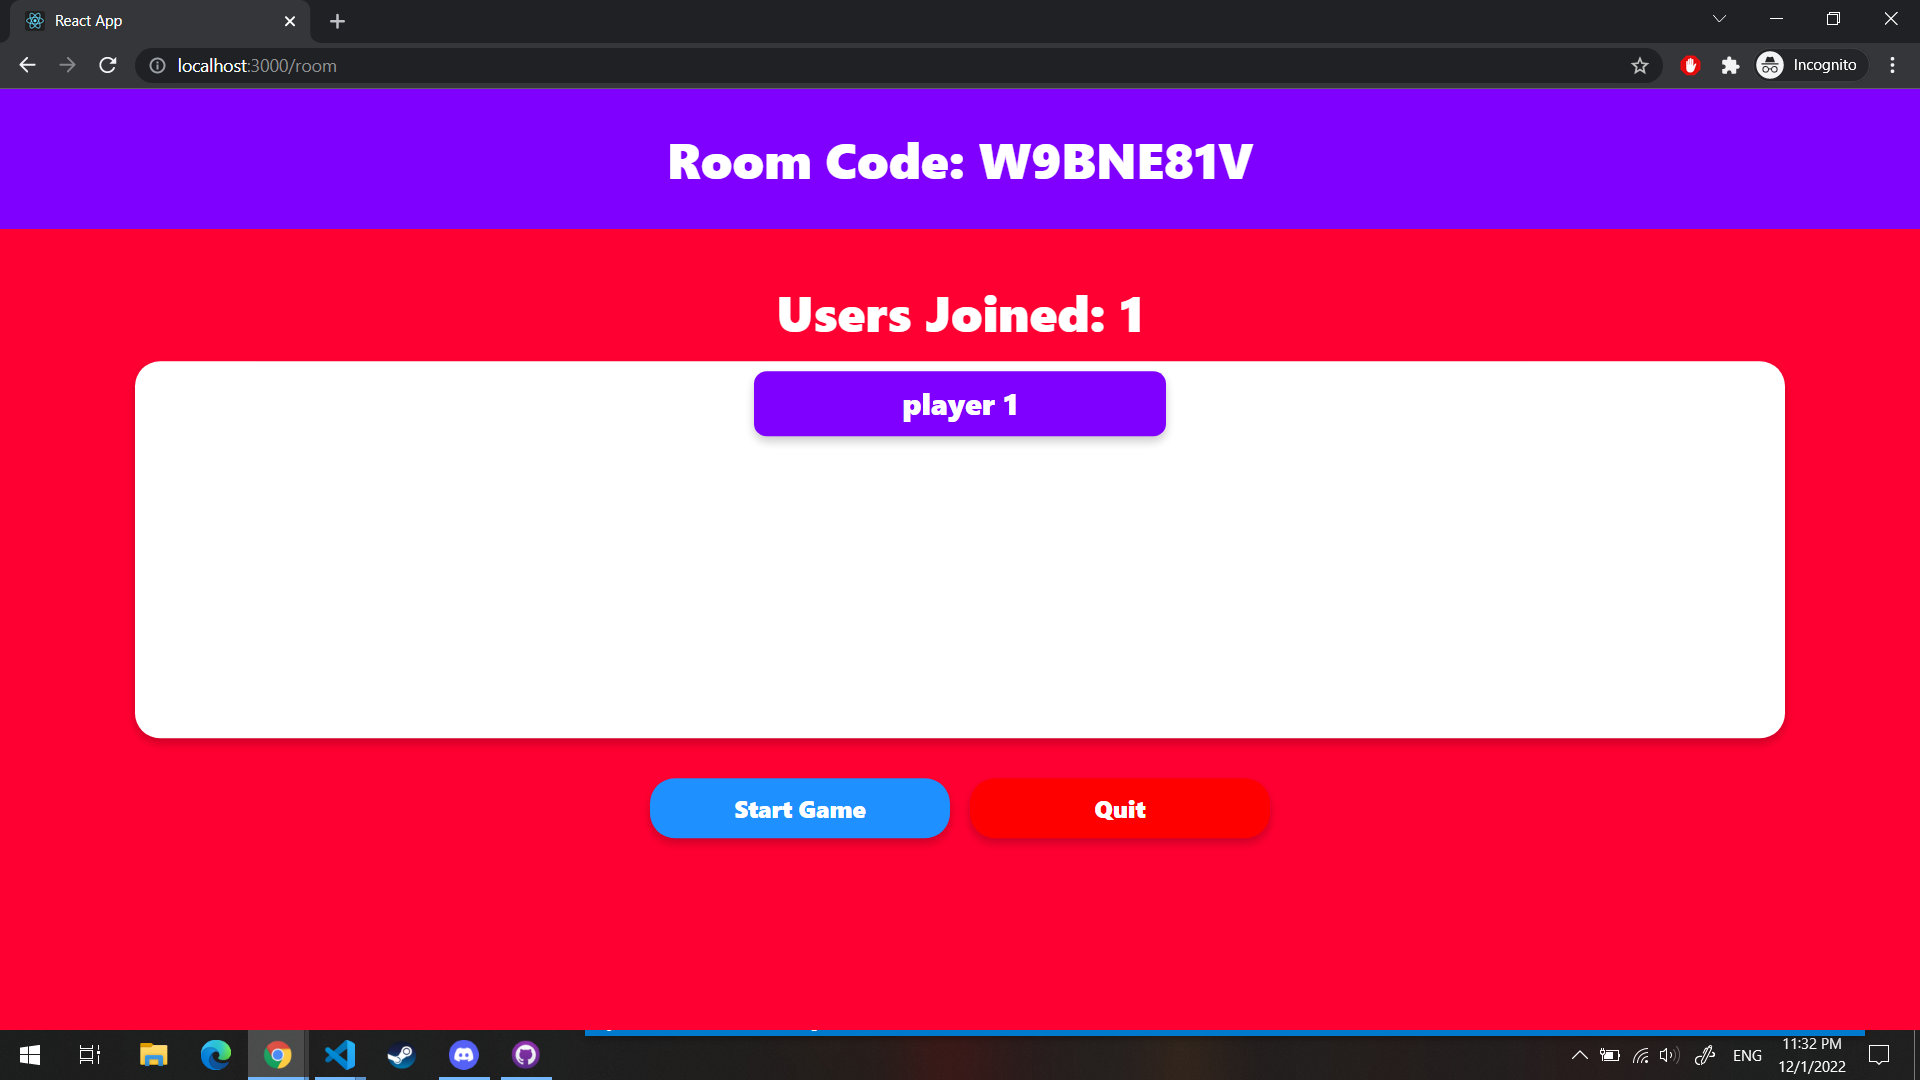 React App
localhost:3000/room
Incognito
Room Code: W9BNE81V
Users Joined: 1
player 1
Start Game
Quit
ENG
11:32 PM
12/1/2022